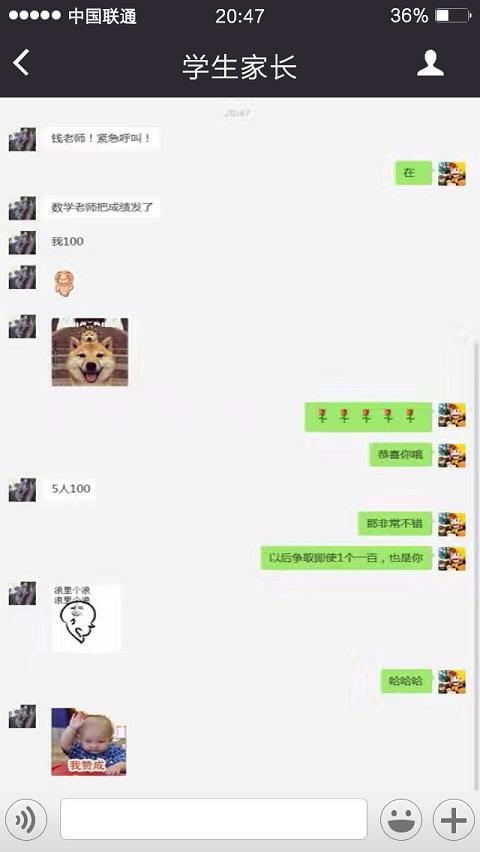 中国联通 20:47 36%
学生家长
20:47
钱老师！紧急呼叫！
在
数学老师把成绩发了
我100
恭喜你哦
5人100
那非常不错
以后争取即使1个一百，也是你
浪里个浪
浪里个浪
哈哈哈
我赞成